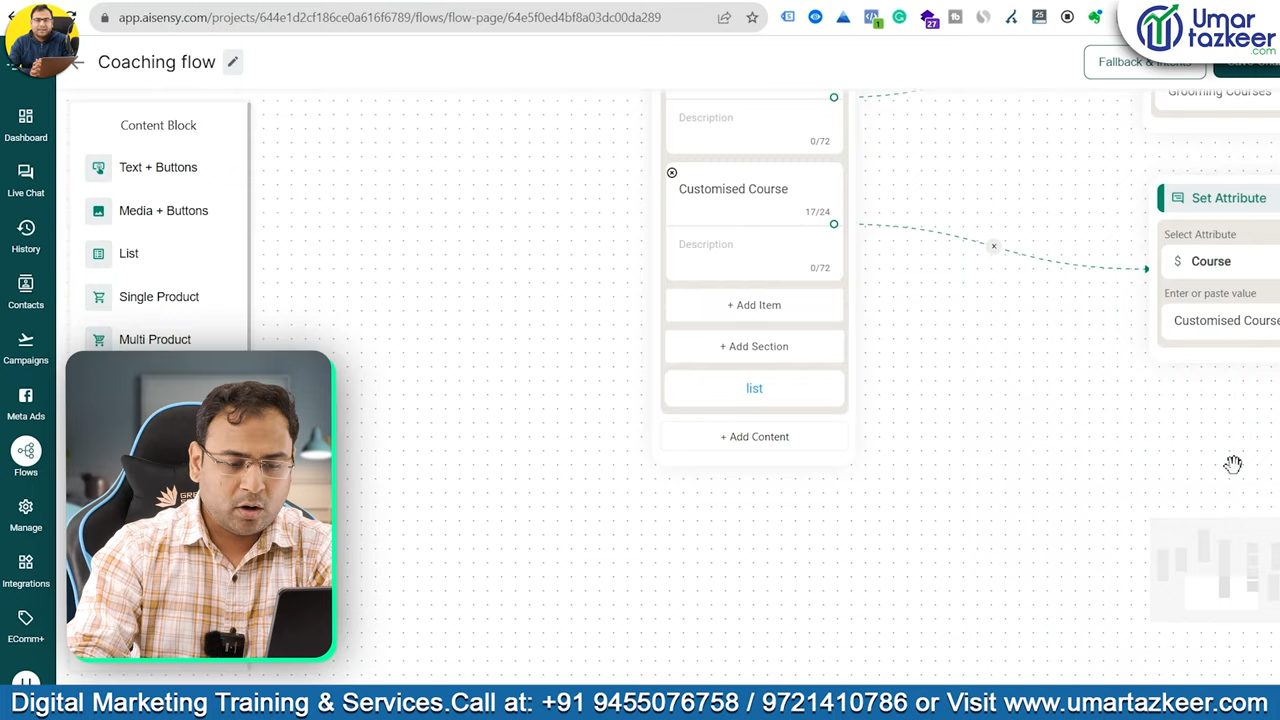 app.aisensy.com/projects/644e1d2cf186ce0a616f6789/flows/flow-page/64e5f0ed4bf8a03dc00da289
27
1
25
Umar
tazkeer
.com
Coaching flow
Fallback & Intents
Dashboard
Live Chat
History
Contacts
Campaigns
Meta Ads
Flows
Manage
Integrations
EComm+
Content Block
Text + Buttons
Media + Buttons
List
Single Product
Multi Product
Description
0/72
Customised Course
17/24
Description
0/72
+ Add Item
+ Add Section
list
+ Add Content
Grooming Courses
Set Attribute
Select Attribute
$ Course
Enter or paste value
Customised Course
Digital Marketing Training & Services.Call at: +91 9455076758 / 9721410786 or Visit www.umartazkeer.com